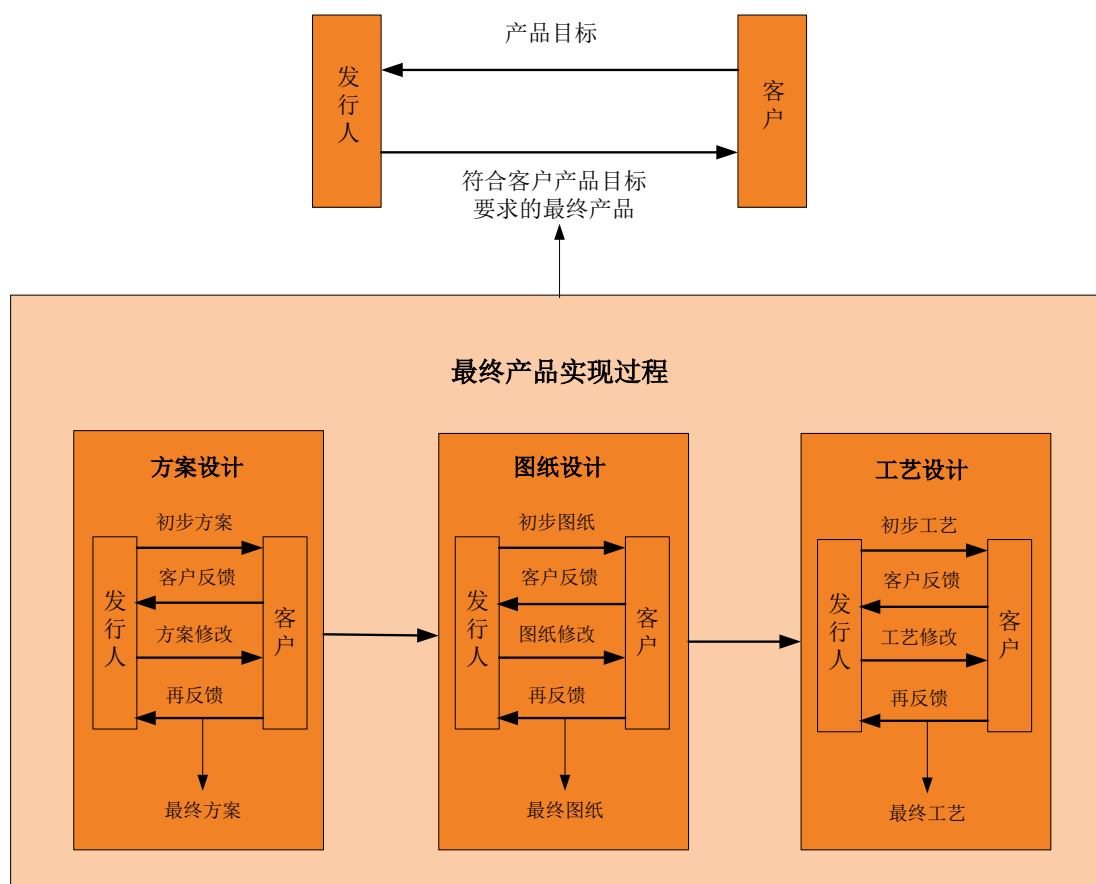 产品目标
发行人
客户
符合客户产品目标
要求的最终产品
最终产品实现过程
方案设计
初步方案
客户反馈
发行人
客户
方案修改
再反馈
最终方案
图纸设计
初步图纸
客户反馈
发行人
客户
图纸修改
再反馈
最终图纸
工艺设计
初步工艺
客户反馈
发行人
客户
工艺修改
再反馈
最终工艺